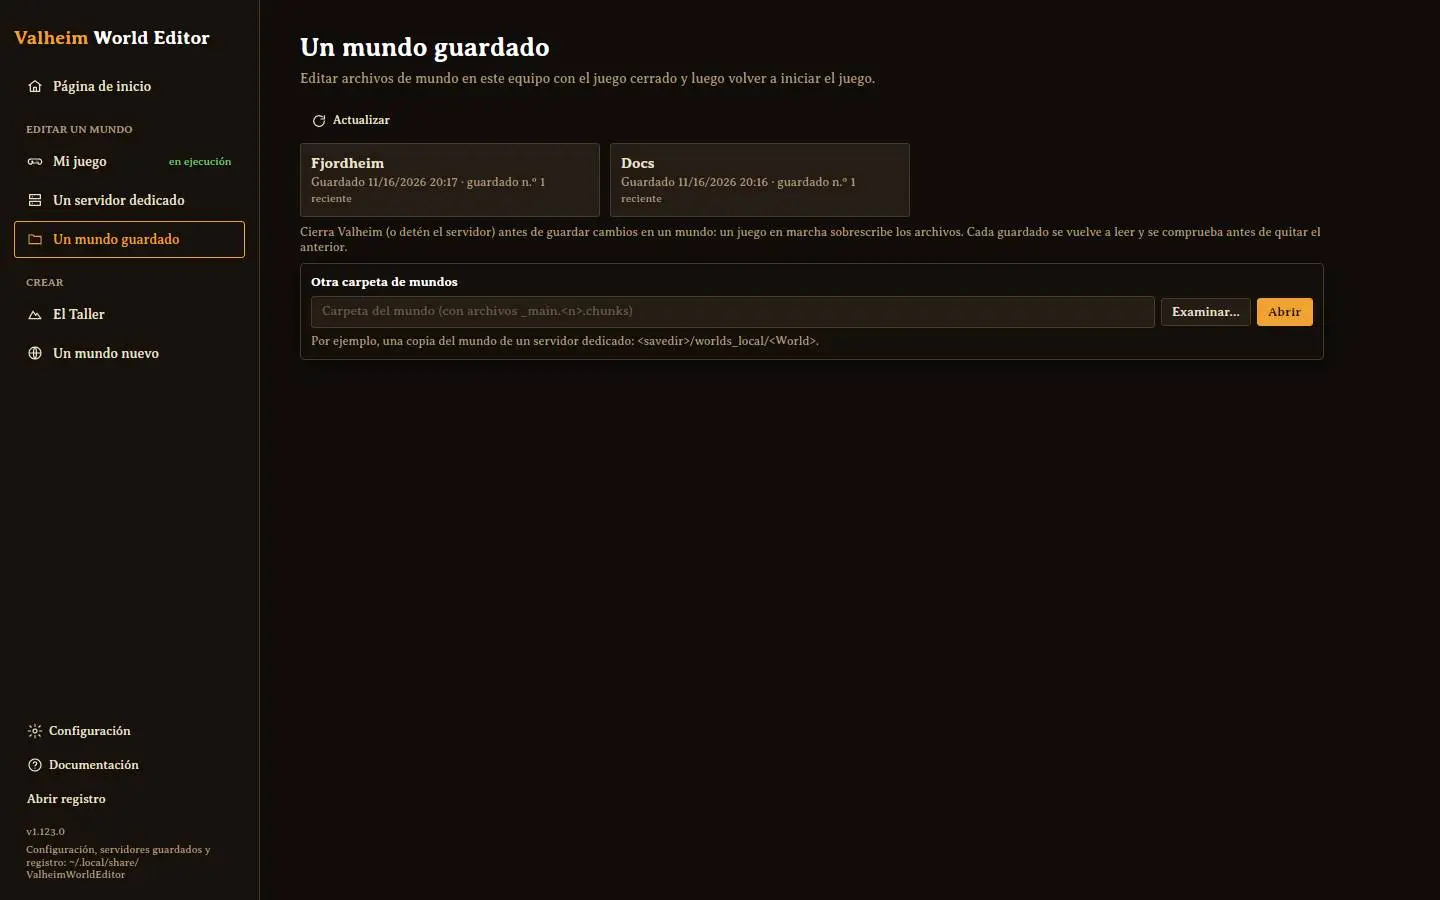 Valheim World Editor
Página de inicio
EDITAR UN MUNDO
Mi juego
en ejecución
Un servidor dedicado
Un mundo guardado
CREAR
El Taller
Un mundo nuevo
Configuración
Documentación
Abrir registro
v1.123.0
Configuración, servidores guardados y
registro: ~/.local/share/
ValheimWorldEditor
Un mundo guardado
Editar archivos de mundo en este equipo con el juego cerrado y luego volver a iniciar el juego.
Actualizar
Fjordheim
Guardado 11/16/2026 20:17 · guardado n.º 1
reciente
Docs
Guardado 11/16/2026 20:16 · guardado n.º 1
reciente
Cierra Valheim (o detén el servidor) antes de guardar cambios en un mundo: un juego en marcha sobrescribe los archivos. Cada guardado se vuelve a leer y se comprueba antes de quitar el
anterior.
Otra carpeta de mundos
Carpeta del mundo (con archivos _main.<n>.chunks)
Examinar...
Abrir
Por ejemplo, una copia del mundo de un servidor dedicado: <savedir>/worlds_local/<World>.